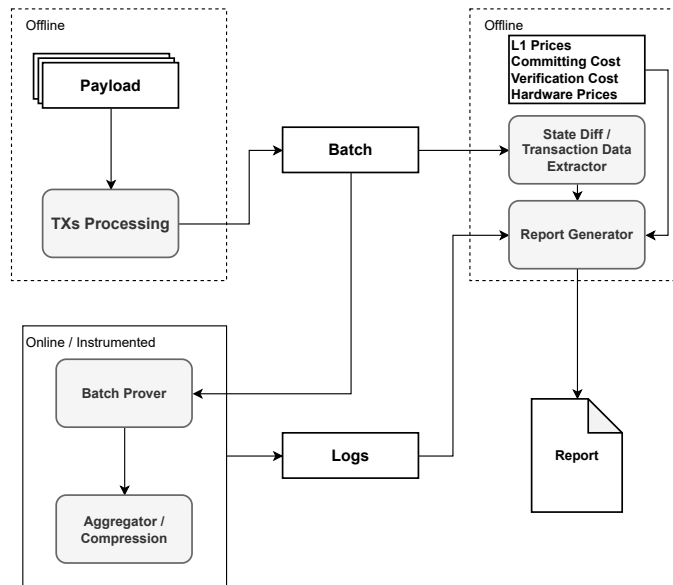 Offline
Payload
TXs Processing
Batch
Offline
L1 Prices
Committing Cost
Verification Cost
Hardware Prices
State Diff /
Transaction Data
Extractor
Report Generator
Online / Instrumented
Batch Prover
Aggregator /
Compression
Logs
Report